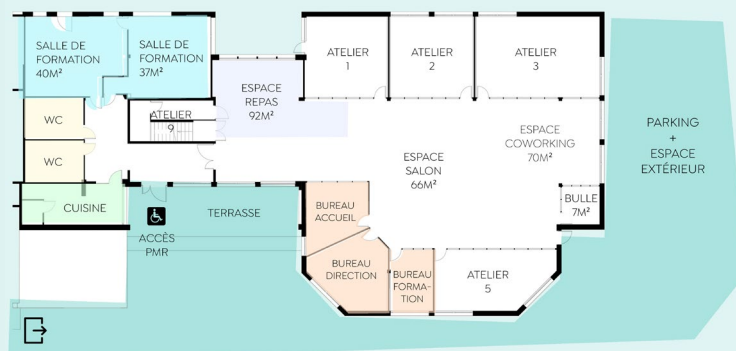 SALLE DE
FORMATION
40M²
SALLE DE
FORMATION
37M²
ATELIER
1
ATELIER
2
ATELIER
3
ESPACE
REPAS
92M²
WC
ATELIER
9
WC
ESPACE
COWORKING
70M²
PARKING
+
ESPACE
EXTÉRIEUR
ESPACE
SALON
66M²
CUISINE
TERRASSE
BUREAU
ACCUEIL
BULLE
7M²
ACCÈS
PMR
BUREAU
DIRECTION
BUREAU
FORMA-
TION
ATELIER
5